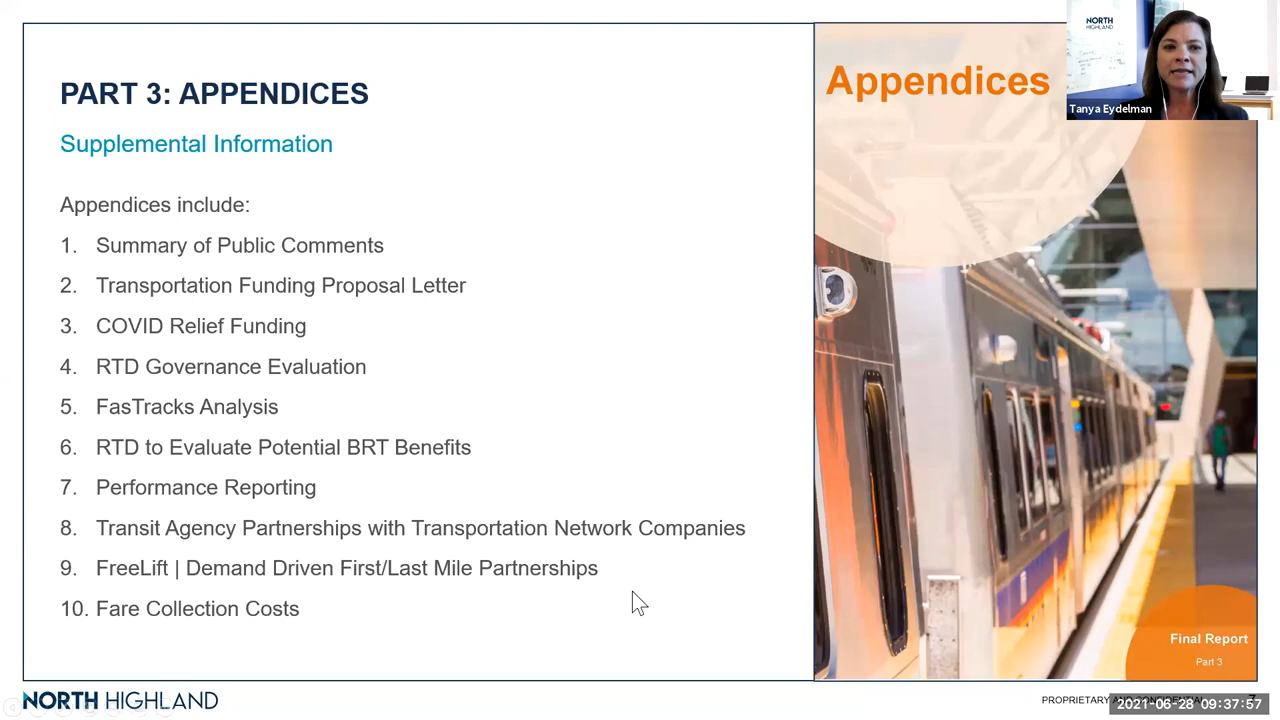 PART 3: APPENDICES
Supplemental Information
Appendices include:
1. Summary of Public Comments
2. Transportation Funding Proposal Letter
3. COVID Relief Funding
4. RTD Governance Evaluation
5. FasTracks Analysis
6. RTD to Evaluate Potential BRT Benefits
7. Performance Reporting
8. Transit Agency Partnerships with Transportation Network Companies
9. FreeLift | Demand Driven First/Last Mile Partnerships
10. Fare Collection Costs
Appendices
NORTH
HIGHLAND
Tanya Eydelman
Final Report
Part 3
NORTH HIGHLAND
PROPRIETARY AND CONFIDENTIAL
7
2021-06-28 09:37:57